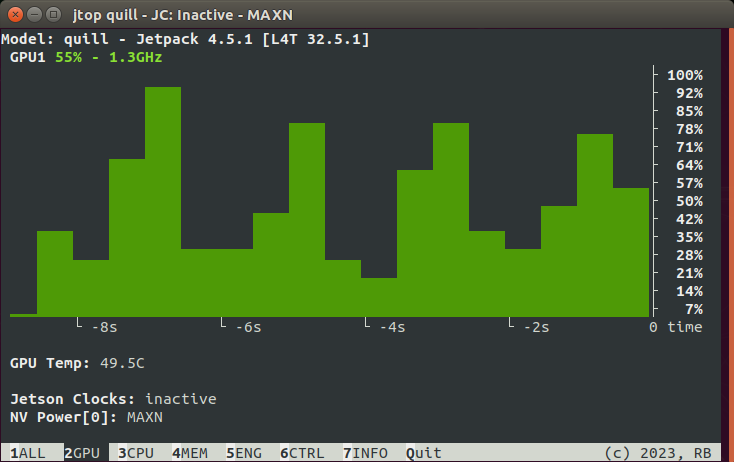 jtop quill - JC: Inactive - MAXN
Model: quill - Jetpack 4.5.1 [L4T 32.5.1]
GPU1 55% - 1.3GHz
100%
92%
85%
78%
71%
64%
57%
50%
42%
35%
28%
21%
14%
7%
-8s -6s -4s -2s 0 time
GPU Temp: 49.5C
Jetson Clocks: inactive
NV Power[0]: MAXN
1ALL 2GPU 3CPU 4MEM 5ENG 6CTRL 7INFO Quit (c) 2023, RB